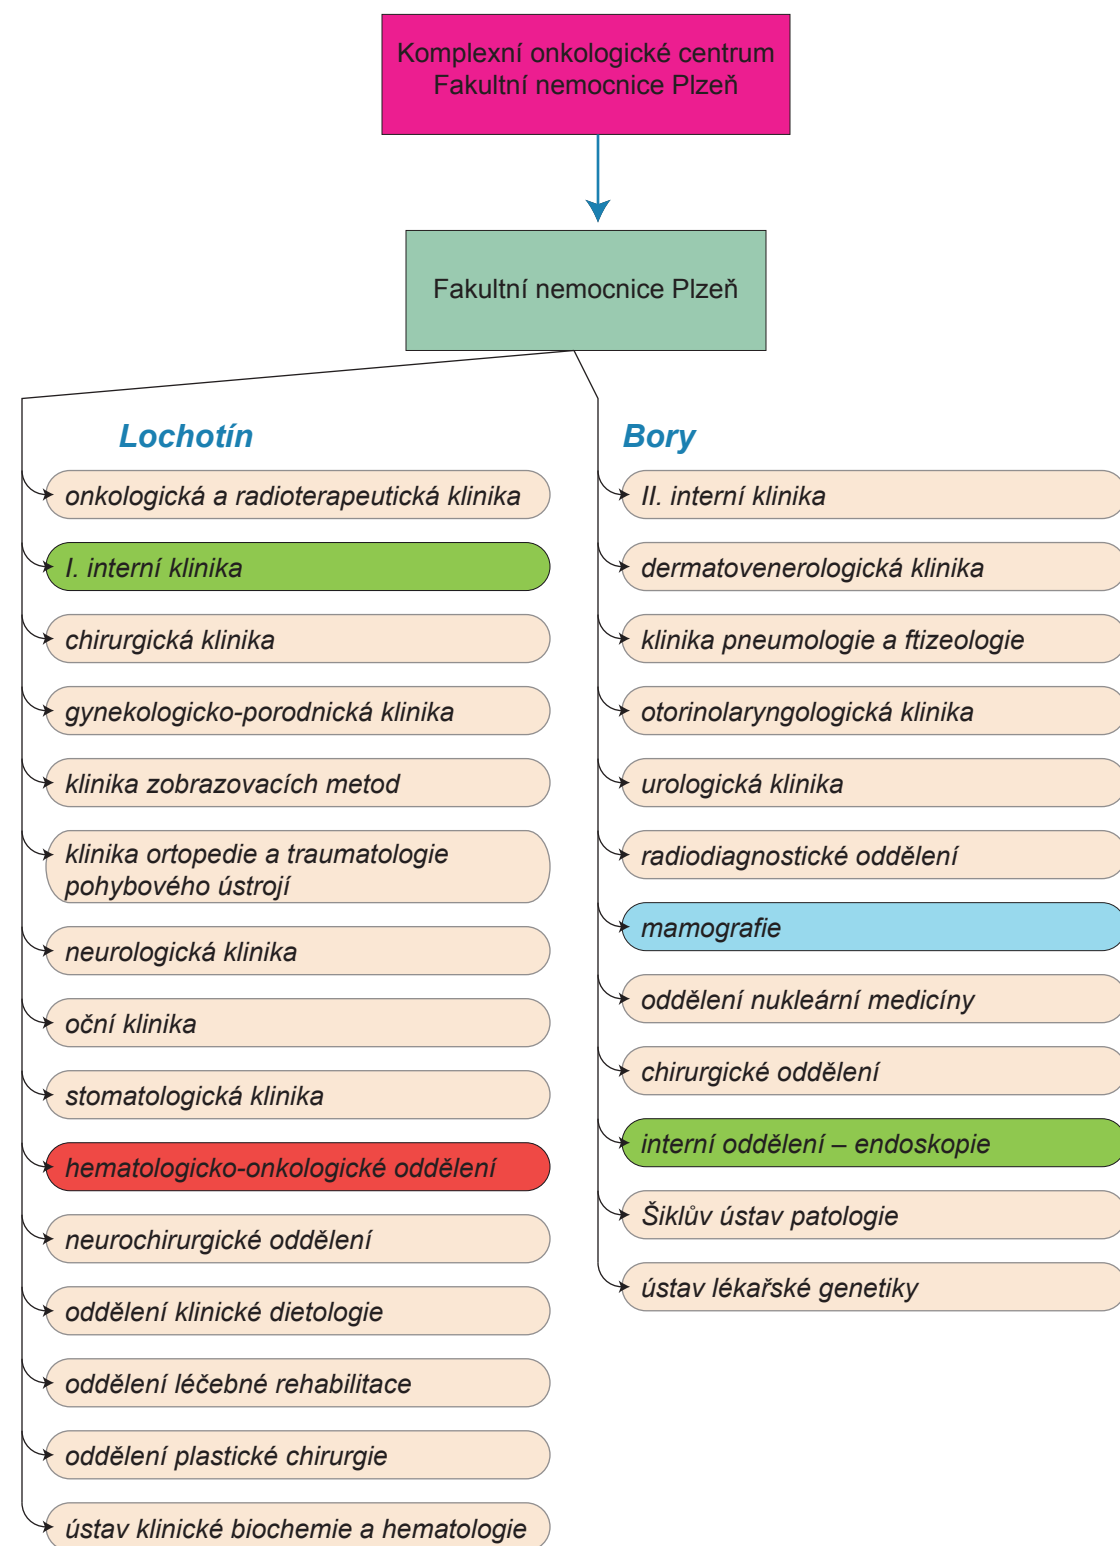 Komplexní onkologické centrum
Fakultní nemocnice Plzeň
Fakultní nemocnice Plzeň
Lochotín
onkologická a radioterapeutická klinika
I. interní klinika
chirurgická klinika
gynekologicko-porodnická klinika
klinika zobrazovacích metod
klinika ortopedie a traumatologie
pohybového ústrojí
neurologická klinika
oční klinika
stomatologická klinika
hematologicko-onkologické oddělení
neurochirurgické oddělení
oddělení klinické dietologie
oddělení léčebné rehabilitace
oddělení plastické chirurgie
ústav klinické biochemie a hematologie
Bory
II. interní klinika
dermatovenerologická klinika
klinika pneumologie a ftizeologie
otorinolaryngologická klinika
urologická klinika
radiodiagnostické oddělení
mamografie
oddělení nukleární medicíny
chirurgické oddělení
interní oddělení – endoskopie
Šiklův ústav patologie
ústav lékařské genetiky